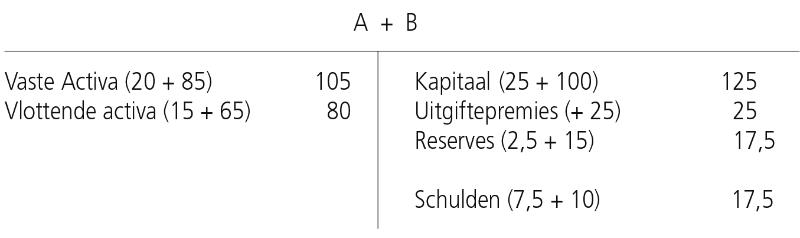 A + B
Vaste Activa (20 + 85) 105 Kapitaal (25 + 100) 125
Vlottende activa (15 + 65) 80 Uitgiftepremies (+ 25) 25
Reserves (2,5 + 15) 17,5
Schulden (7,5 + 10) 17,5